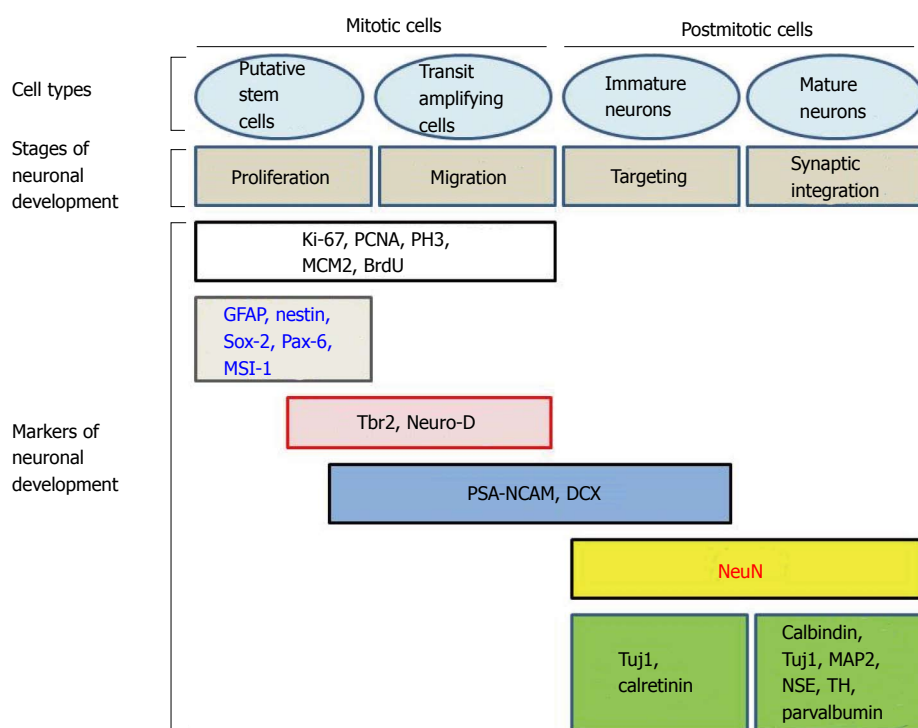 Mitotic cells
Postmitotic cells
Cell types
Putative
stem
cells
Transit
amplifying
cells
Immature
neurons
Mature
neurons
Stages of
neuronal
development
Proliferation
Migration
Targeting
Synaptic
integration
Markers of
neuronal
development
Ki-67, PCNA, PH3,
MCM2, BrdU
GFAP, nestin,
Sox-2, Pax-6,
MSI-1
Tbr2, Neuro-D
PSA-NCAM, DCX
NeuN
Tuj1,
calretinin
Calbindin,
Tuj1, MAP2,
NSE, TH,
parvalbumin